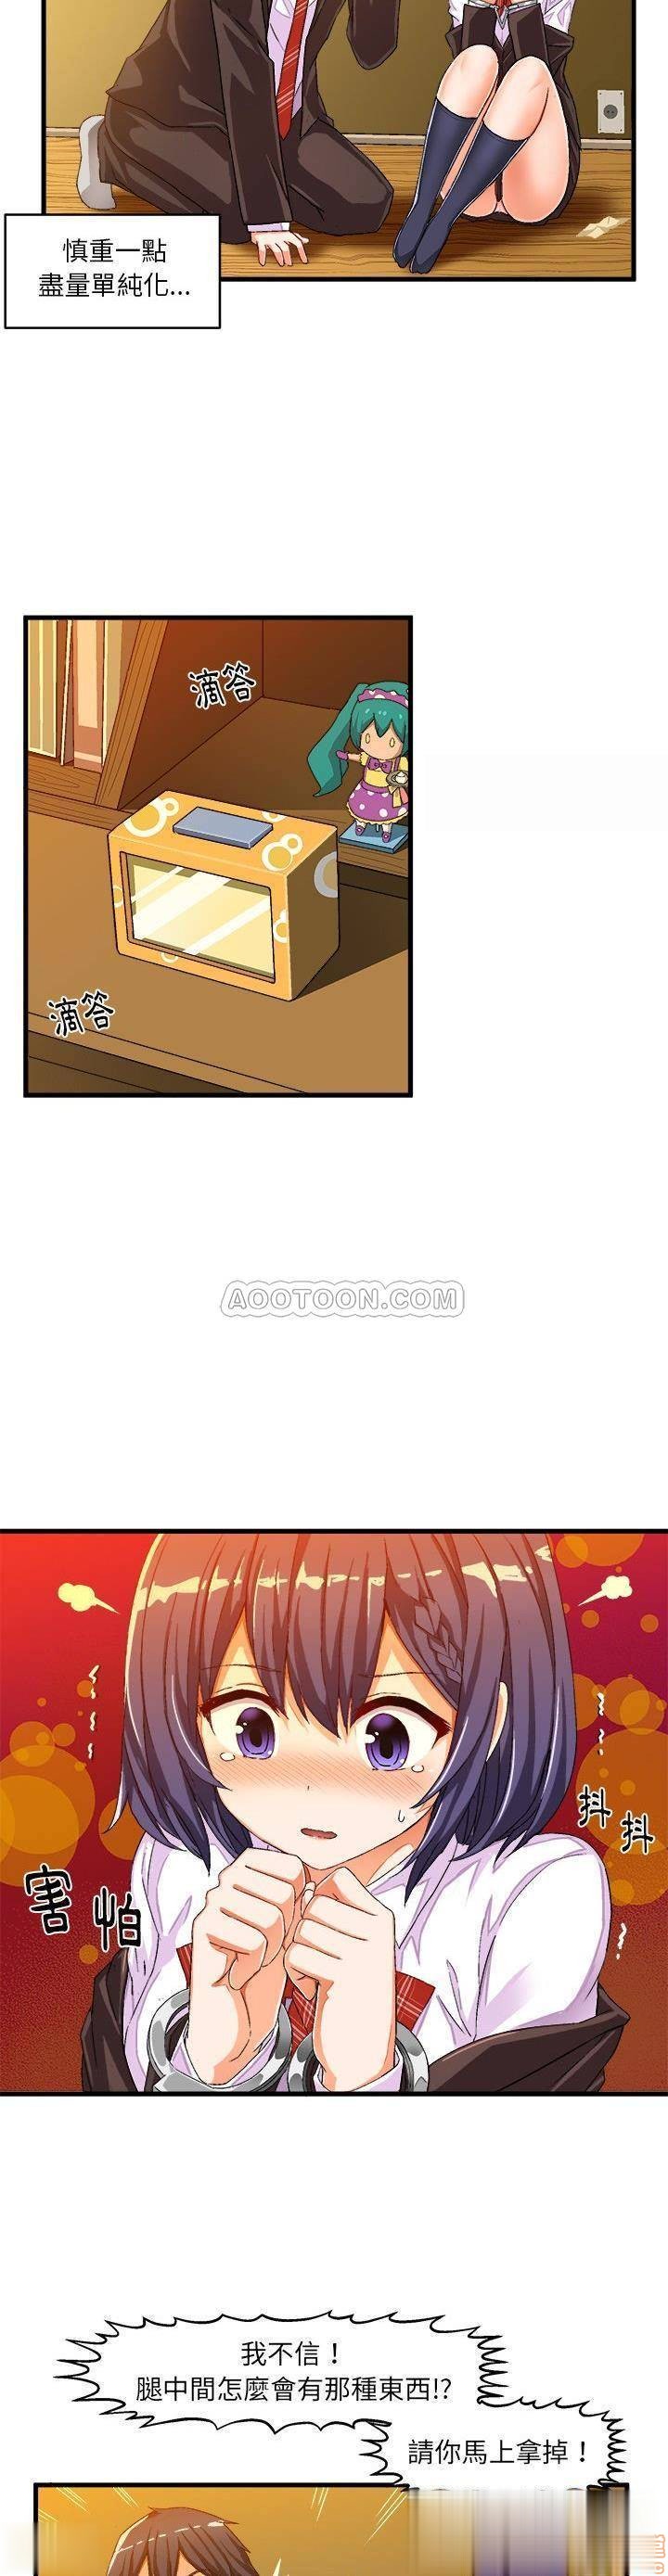 慎重一點
盡量單純化...
滴答
滴答
AOOTOON.COM
抖抖
害怕
我不信！
腿中間怎麼會有那種東西!?
請你馬上拿掉！